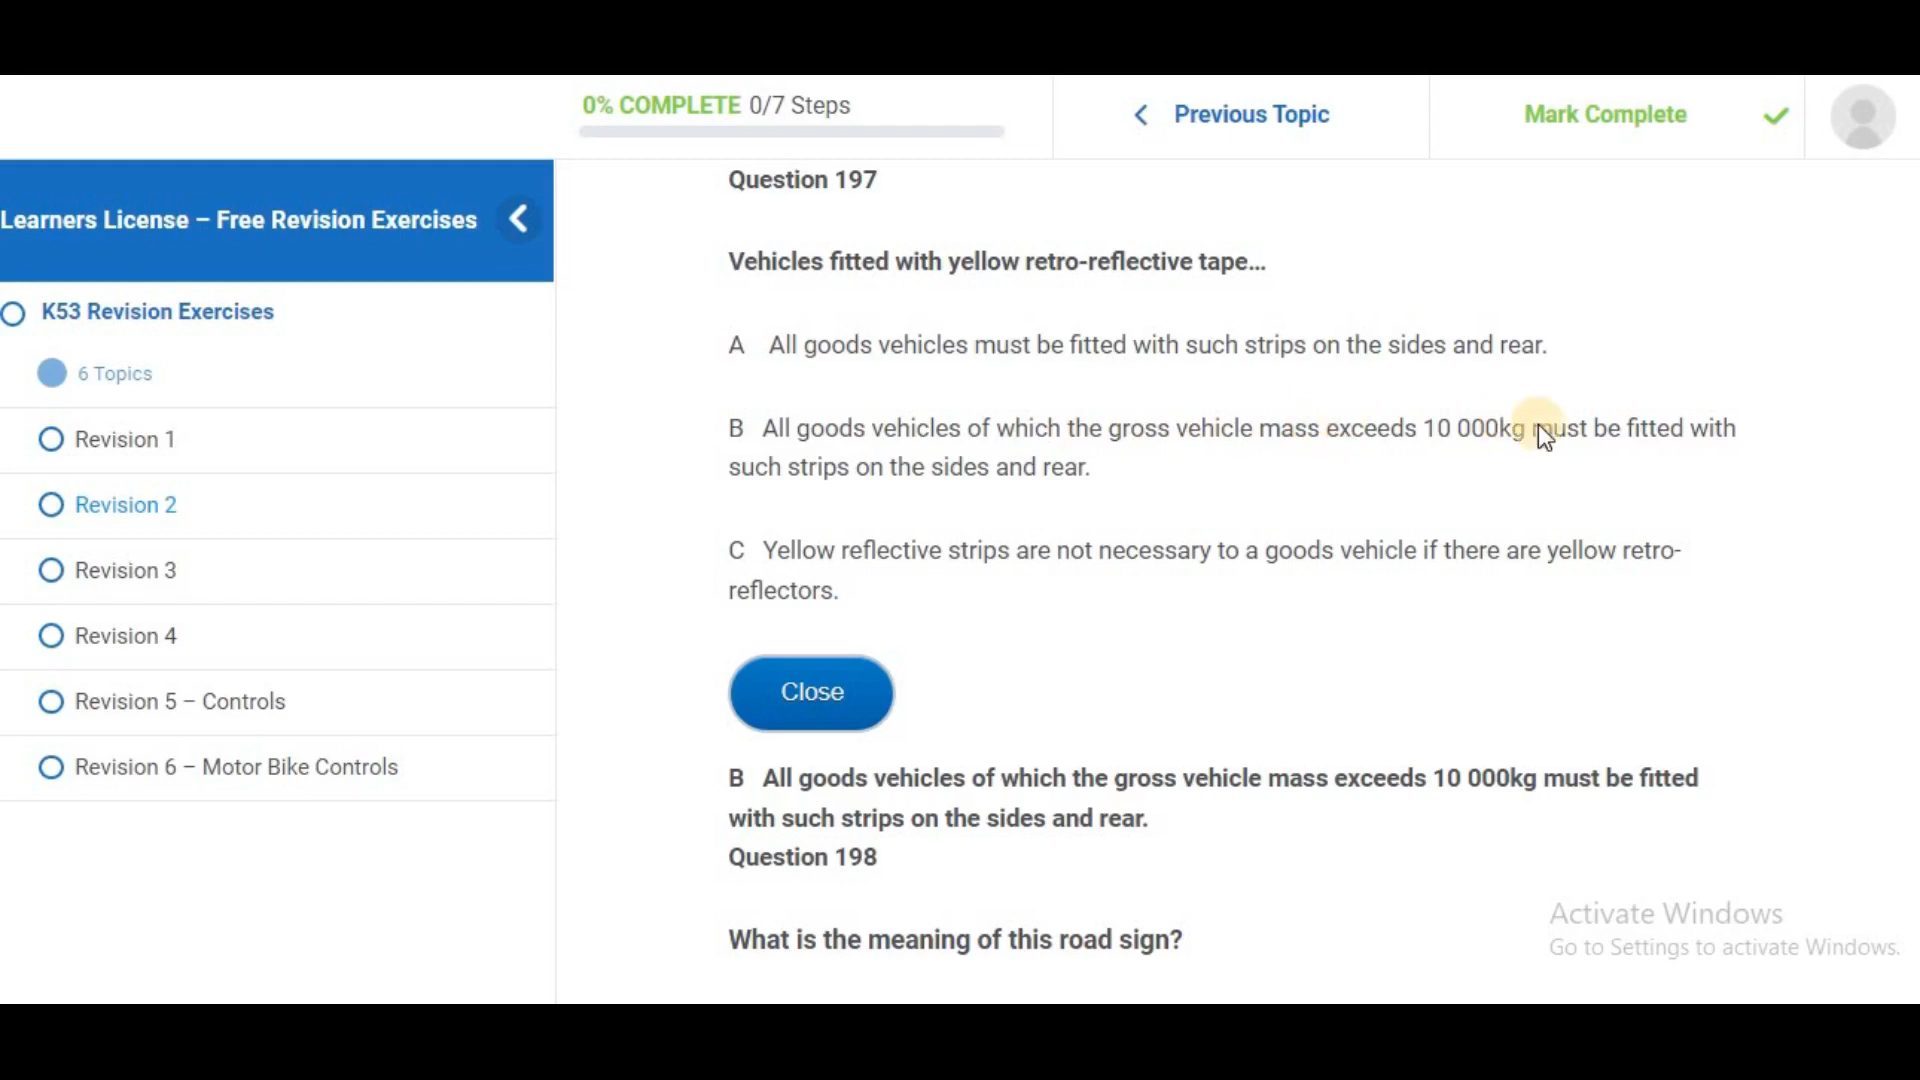 0% COMPLETE 0/7 Steps
Previous Topic
Mark Complete
Learners License – Free Revision Exercises
K53 Revision Exercises
6 Topics
Revision 1
Revision 2
Revision 3
Revision 4
Revision 5 – Controls
Revision 6 – Motor Bike Controls
Question 197
Vehicles fitted with yellow retro-reflective tape...
A All goods vehicles must be fitted with such strips on the sides and rear.
B All goods vehicles of which the gross vehicle mass exceeds 10 000kg must be fitted with
such strips on the sides and rear.
C Yellow reflective strips are not necessary to a goods vehicle if there are yellow retro-
reflectors.
Close
B All goods vehicles of which the gross vehicle mass exceeds 10 000kg must be fitted
with such strips on the sides and rear.
Question 198
What is the meaning of this road sign?
Activate Windows
Go to Settings to activate Windows.